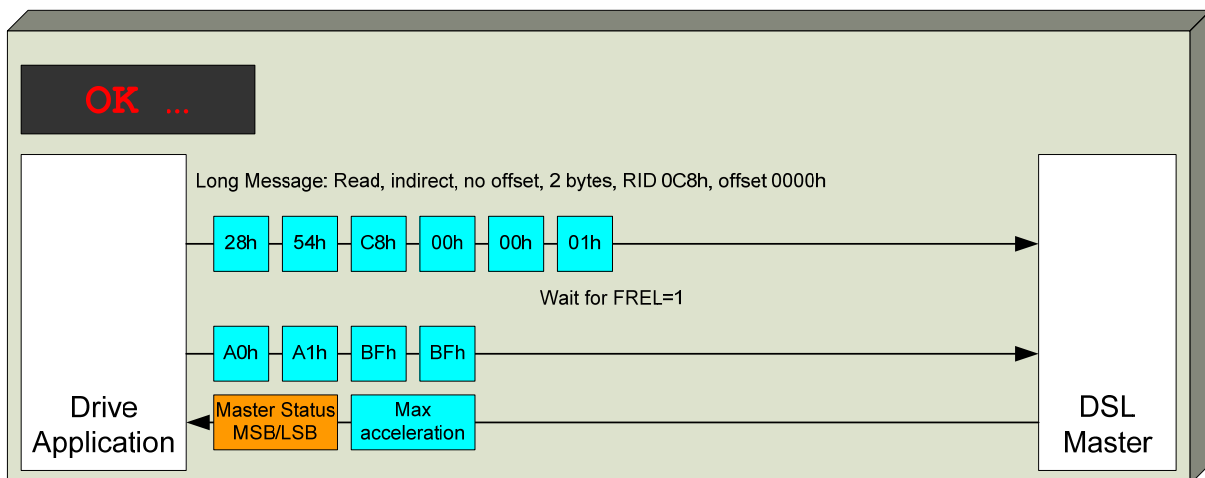 OK ...
Long Message: Read, indirect, no offset, 2 bytes, RID 0C8h, offset 0000h
28h 54h C8h 00h 00h 01h
Wait for FREL=1
A0h A1h BFh BFh
Drive
Application
Master Status
MSB/LSB
Max
acceleration
DSL
Master